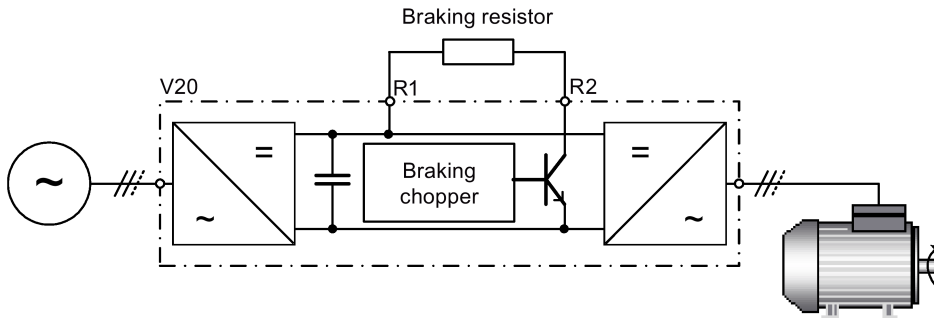 Braking resistor
V20
R1
R2
=
~
~
Braking
chopper
=
~